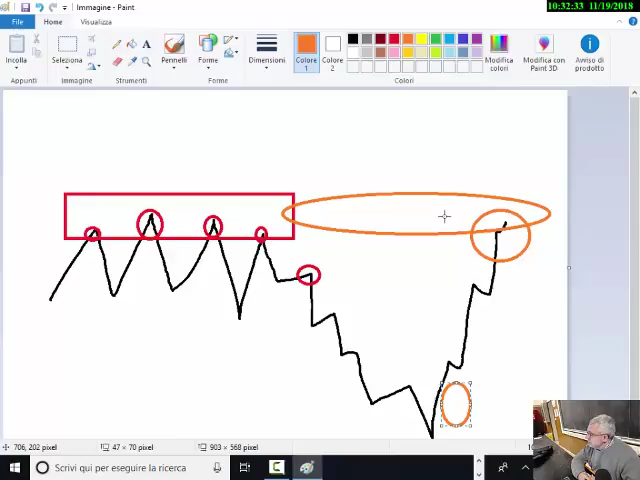 10:32:33 11/19/2018
Immagine - Paint
File Home Visualizza
Incolla
Seleziona
Pennelli
Forme
Dimensioni
Colore 1
Colore 2
Modifica colori
Modifica con Paint 3D
Avviso di prodotto
Appunti Immagine Strumenti Forme Colori
706, 202 pixel 47 × 70 pixel 903 × 568 pixel
Scrivi qui per eseguire la ricerca